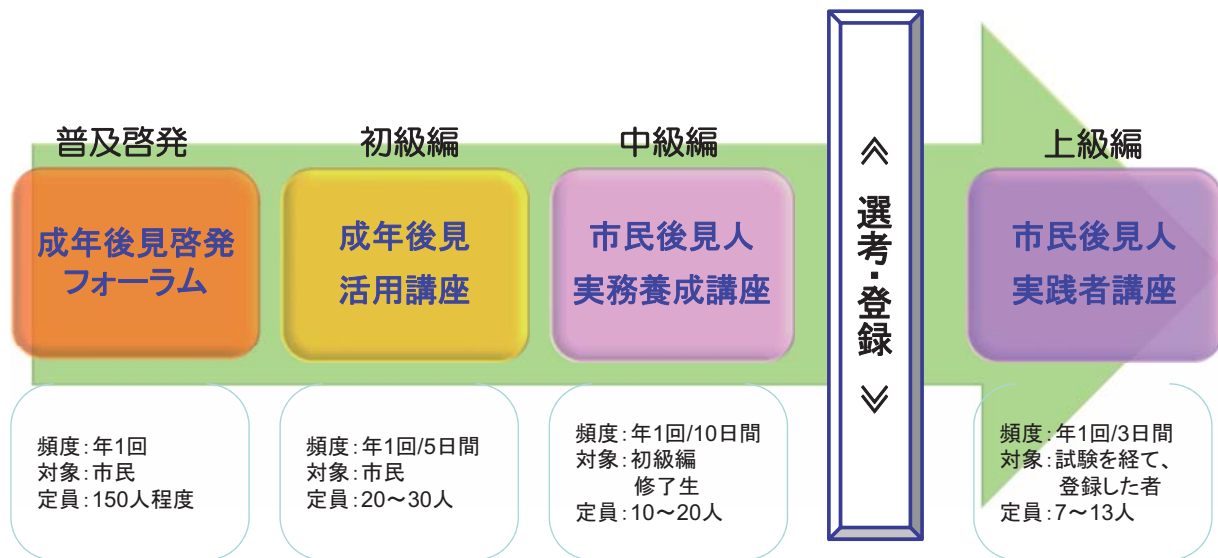 普及啓発
成年後見啓発
フォーラム
頻度：年1回
対象：市民
定員：150人程度
初級編
成年後見
活用講座
頻度：年1回/5日間
対象：市民
定員：20～30人
中級編
市民後見人
実務養成講座
頻度：年1回/10日間
対象：初級編
修了生
定員：10～20人
≪選考・登録≫
上級編
市民後見人
実践者講座
頻度：年1回/3日間
対象：試験を経て、
登録した者
定員：7～13人